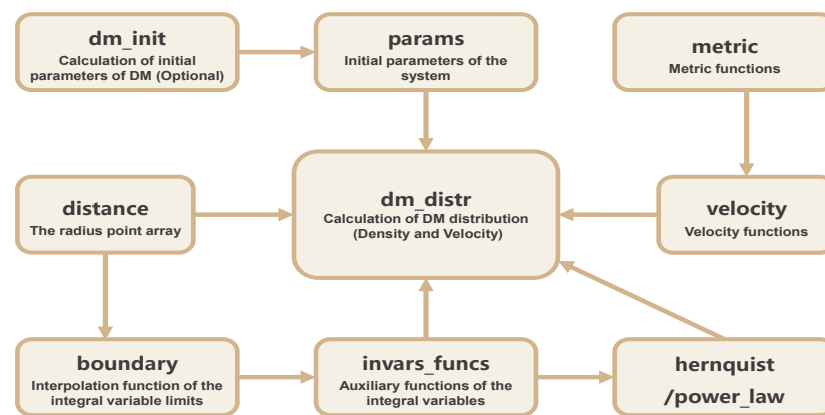 dm_init
Calculation of initial
parameters of DM (Optional)
params
Initial parameters of the
system
metric
Metric functions
distance
The radius point array
dm_distr
Calculation of DM distribution
(Density and Velocity)
velocity
Velocity functions
boundary
Interpolation function of the
integral variable limits
invars_funcs
Auxiliary functions of the
integral variables
hernquist
/power_law